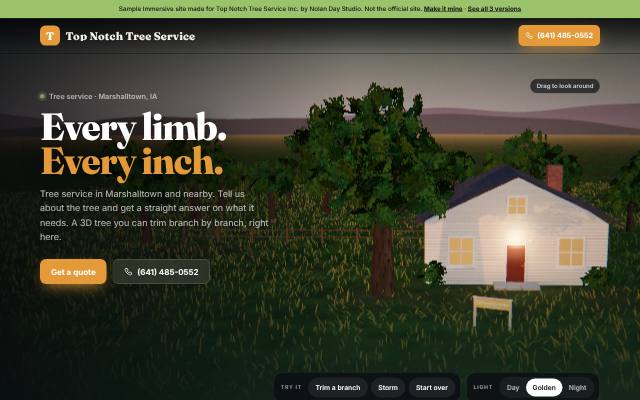 Sample Immersive site made for Top Notch Tree Service Inc. by Nolan Day Studio. Not the official site. Make it mine · See all 3 versions
T Top Notch Tree Service
(641) 485-0552
Drag to look around
Tree service · Marshalltown, IA
Every limb.
Every inch.
Tree service in Marshalltown and nearby. Tell us
about the tree and get a straight answer on what it
needs. A 3D tree you can trim branch by branch, right
here.
Get a quote
(641) 485-0552
TRY IT Trim a branch Storm Start over
LIGHT Day Golden Night